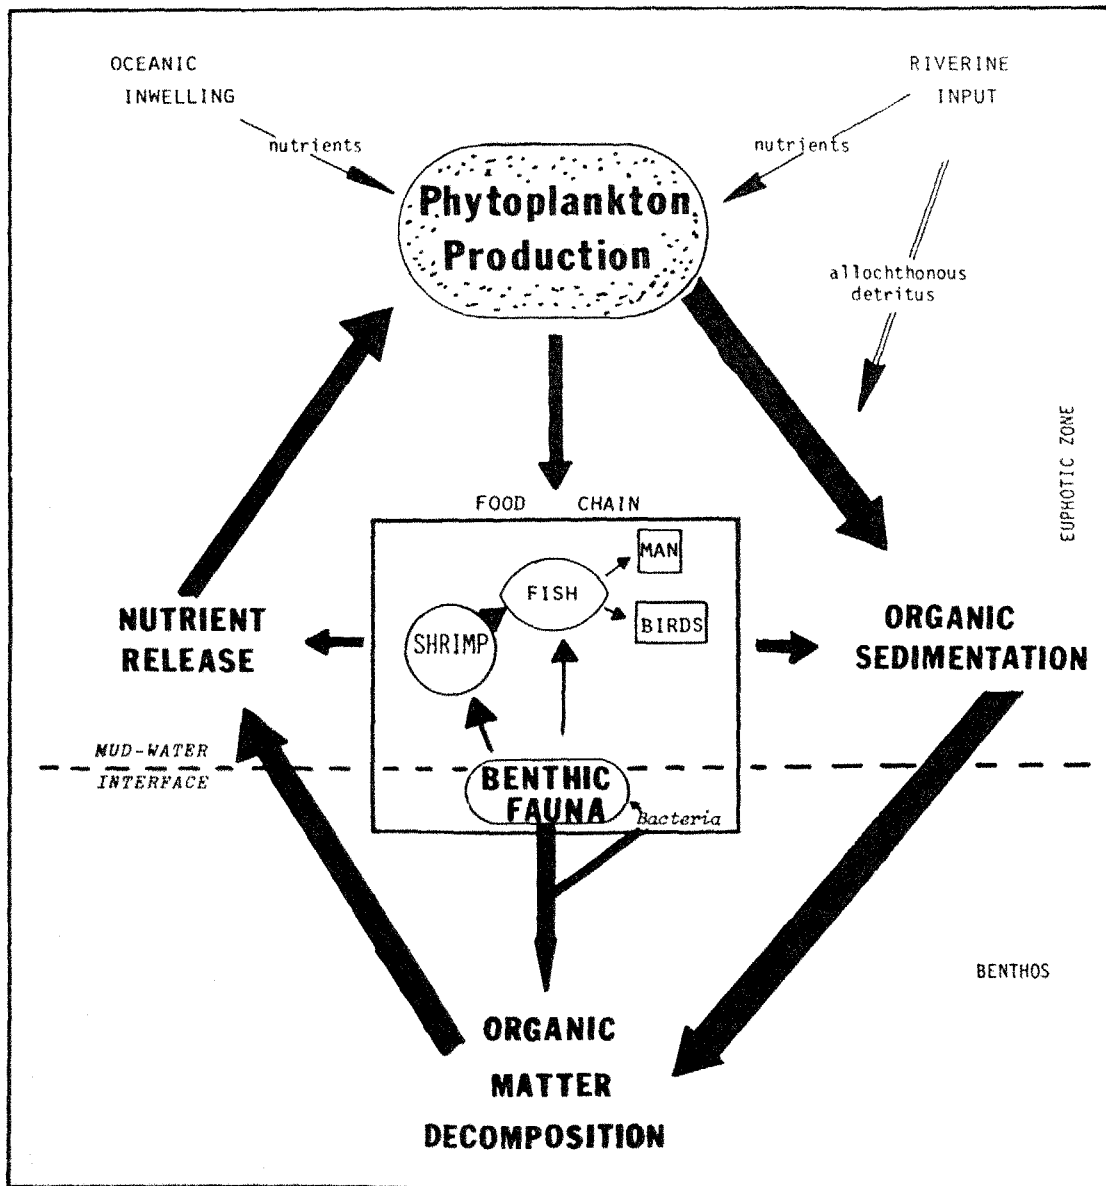 OCEANIC
INWELLING
nutrients
RIVERINE
INPUT
nutrients
Phytoplankton
Production
allochthonous
detritus
EUPHOTIC ZONE
FOOD CHAIN
MAN
FISH
BIRDS
SHRIMP
NUTRIENT
RELEASE
ORGANIC
SEDIMENTATION
MUD-WATER
INTERFACE
BENTHIC
FAUNA
Bacteria
BENTHOS
ORGANIC
MATTER
DECOMPOSITION